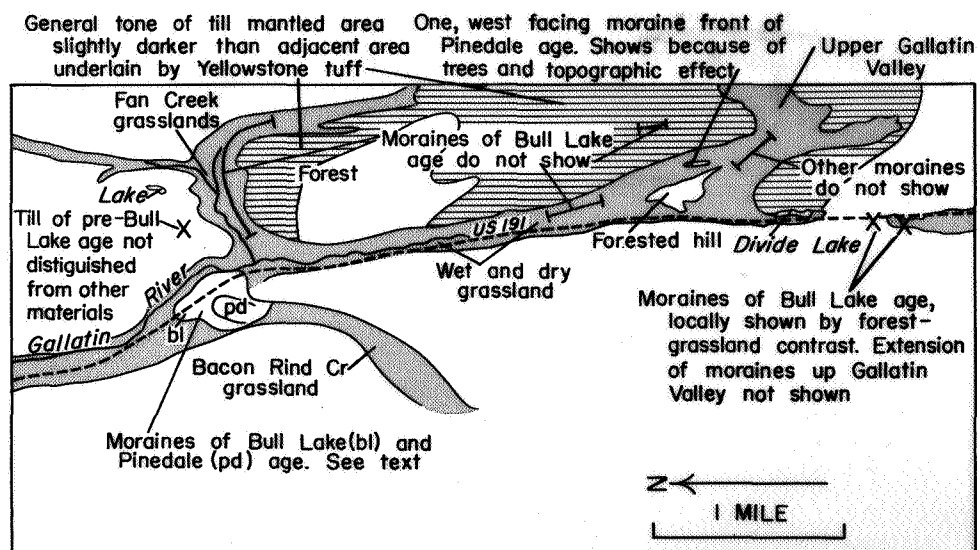 General tone of till mantled area
slightly darker than adjacent area
underlain by Yellowstone tuff
One, west facing moraine front of
Pinedale age. Shows because of
trees and topographic effect
Upper Gallatin
Valley
Fan Creek
grasslands
Moraines of Bull Lake
age do not show
Forest
Other moraines
do not show
Lake
Till of pre-Bull
Lake age not
distiguished
from other
materials
US 191
Forested hill
Divide Lake
Wet and dry
grassland
Gallatin River
pd
bl
Moraines of Bull Lake age,
locally shown by forest-
grassland contrast. Extension
of moraines up Gallatin
Valley not shown
Bacon Rind Cr
grassland
Moraines of Bull Lake(bl) and
Pinedale (pd) age. See text
N
1 MILE